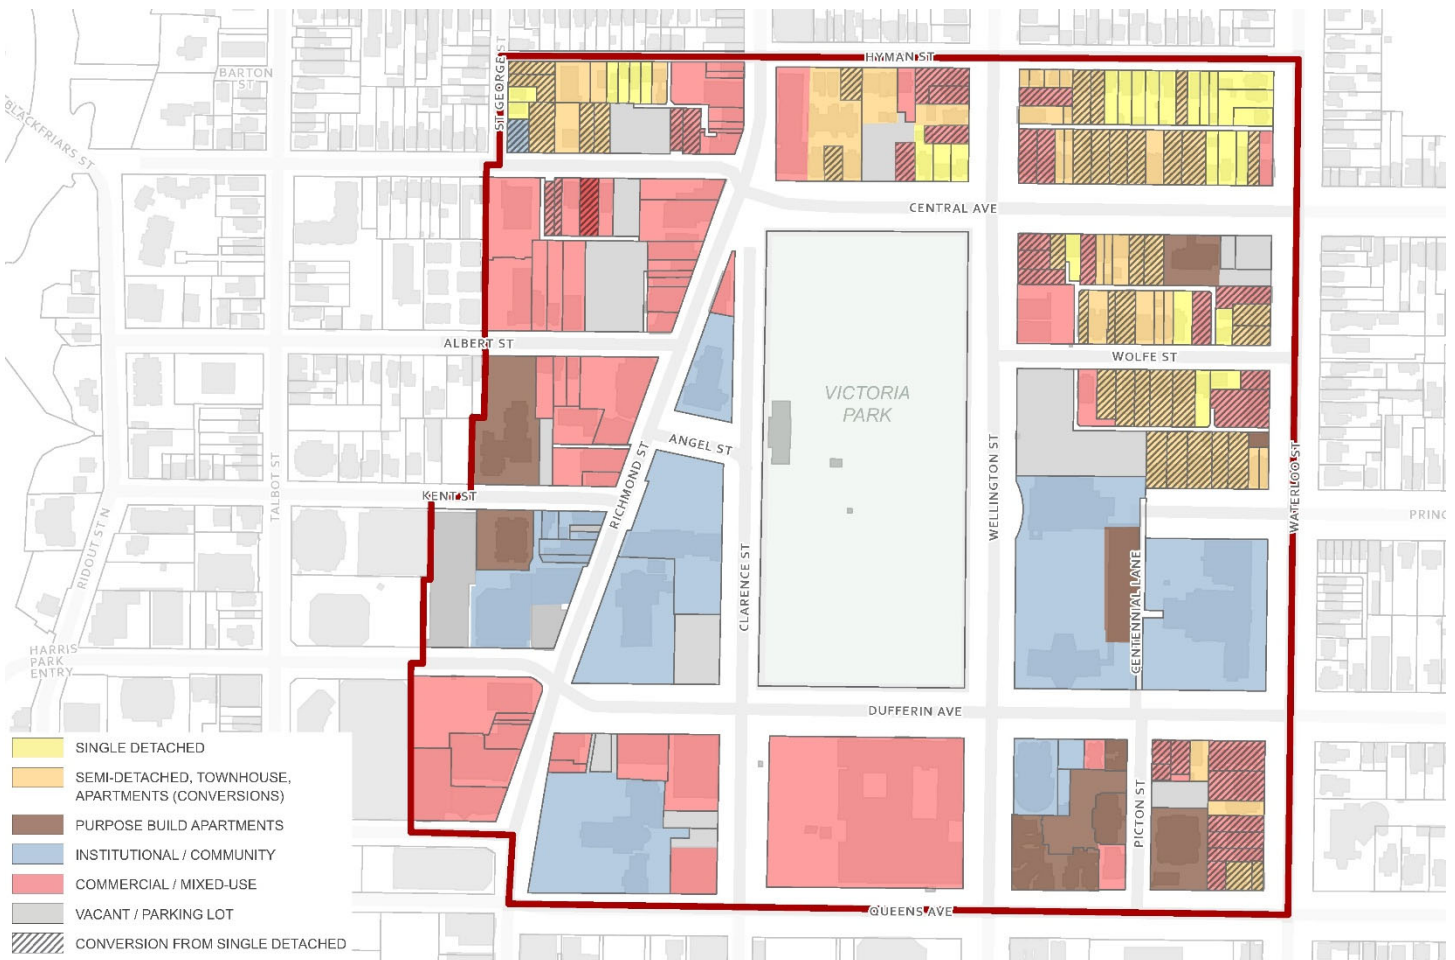 HYMAN ST
ST GEORGE ST
BARTON
ST
BLACKFRIARS ST
CENTRAL AVE
ALBERT ST
WOLFE ST
VICTORIA
PARK
ANGEL ST
RICHMOND ST
KENT ST
TALBOT ST
RIDOUT ST N
CLARENCE ST
WELLINGTON ST
WATERLOO ST
PRINC
CENTENNIAL LANE
HARRIS
PARK
ENTRY
DUFFERIN AVE
PICTON ST
QUEENS AVE
SINGLE DETACHED
SEMI-DETACHED, TOWNHOUSE,
APARTMENTS (CONVERSIONS)
PURPOSE BUILD APARTMENTS
INSTITUTIONAL / COMMUNITY
COMMERCIAL / MIXED-USE
VACANT / PARKING LOT
CONVERSION FROM SINGLE DETACHED